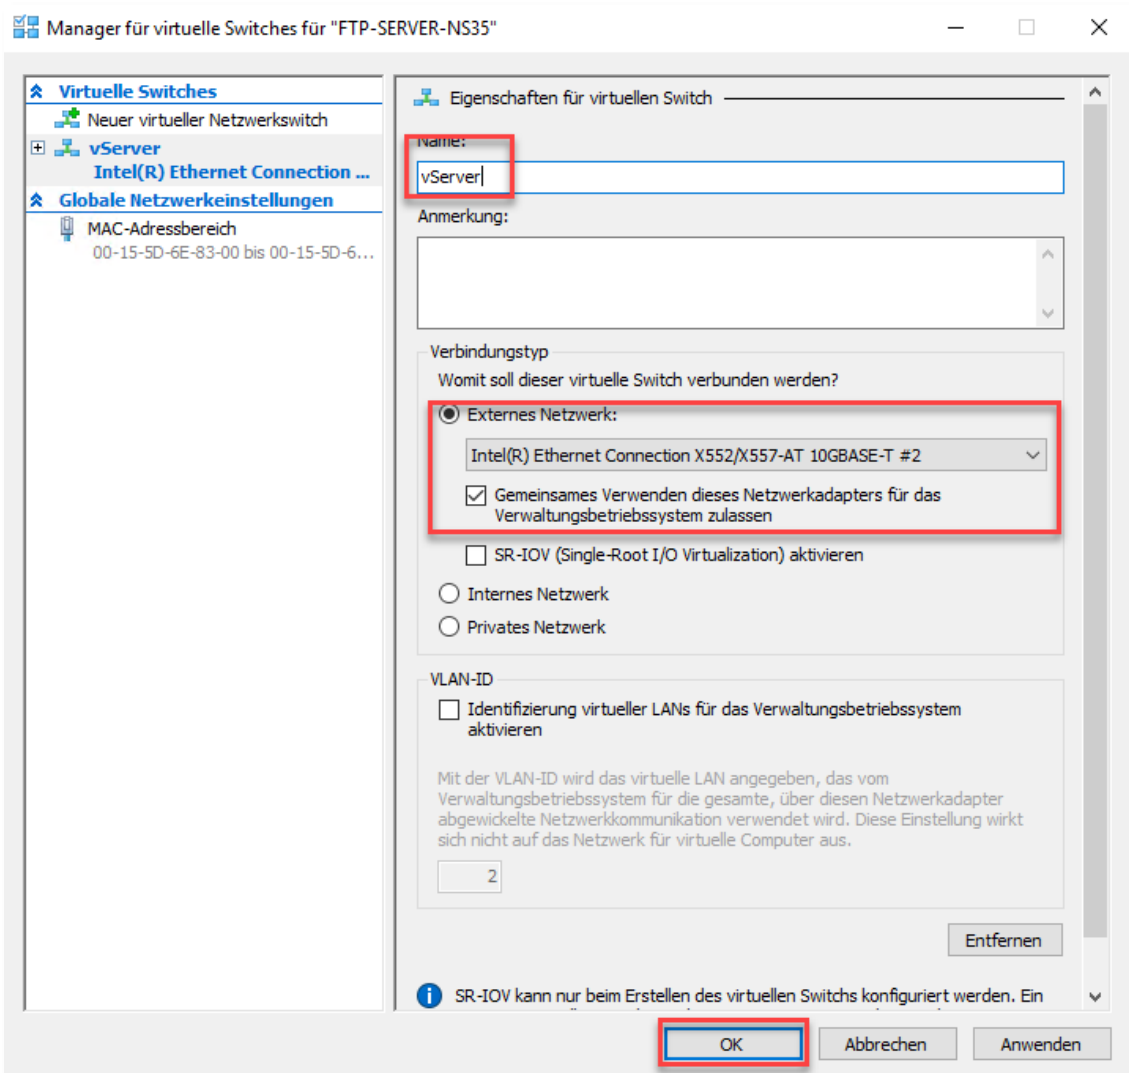 Manager für virtuelle Switches für "FTP-SERVER-NS35"
Virtuelle Switches
Neuer virtueller Netzwerkswitch
vServer
Intel(R) Ethernet Connection ...
Globale Netzwerkeinstellungen
MAC-Adressbereich
00-15-5D-6E-83-00 bis 00-15-5D-6...
Eigenschaften für virtuellen Switch
Name:
vServer
Anmerkung:
Verbindungstyp
Womit soll dieser virtuelle Switch verbunden werden?
Externes Netzwerk:
Intel(R) Ethernet Connection X552/X557-AT 10GBASE-T #2
Gemeinsames Verwenden dieses Netzwerkadapters für das
Verwaltungsbetriebssystem zulassen
SR-IOV (Single-Root I/O Virtualization) aktivieren
Internes Netzwerk
Privates Netzwerk
VLAN-ID
Identifizierung virtueller LANs für das Verwaltungsbetriebssystem
aktivieren
Mit der VLAN-ID wird das virtuelle LAN angegeben, das vom
Verwaltungsbetriebssystem für die gesamte, über diesen Netzwerkadapter
abgewickelte Netzwerkkommunikation verwendet wird. Diese Einstellung wirkt
sich nicht auf das Netzwerk für virtuelle Computer aus.
2
Entfernen
SR-IOV kann nur beim Erstellen des virtuellen Switchs konfiguriert werden. Ein
OK
Abbrechen
Anwenden